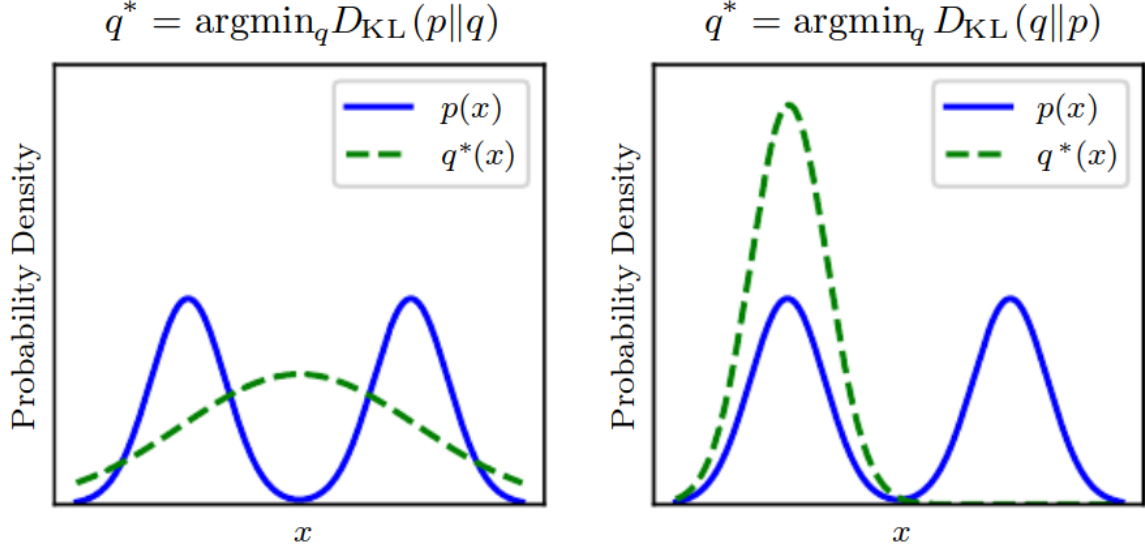 q* = argmin_q D_KL(p∥q)
p(x)
q*(x)
Probability Density
x
q* = argmin_q D_KL(q∥p)
p(x)
q*(x)
Probability Density
x